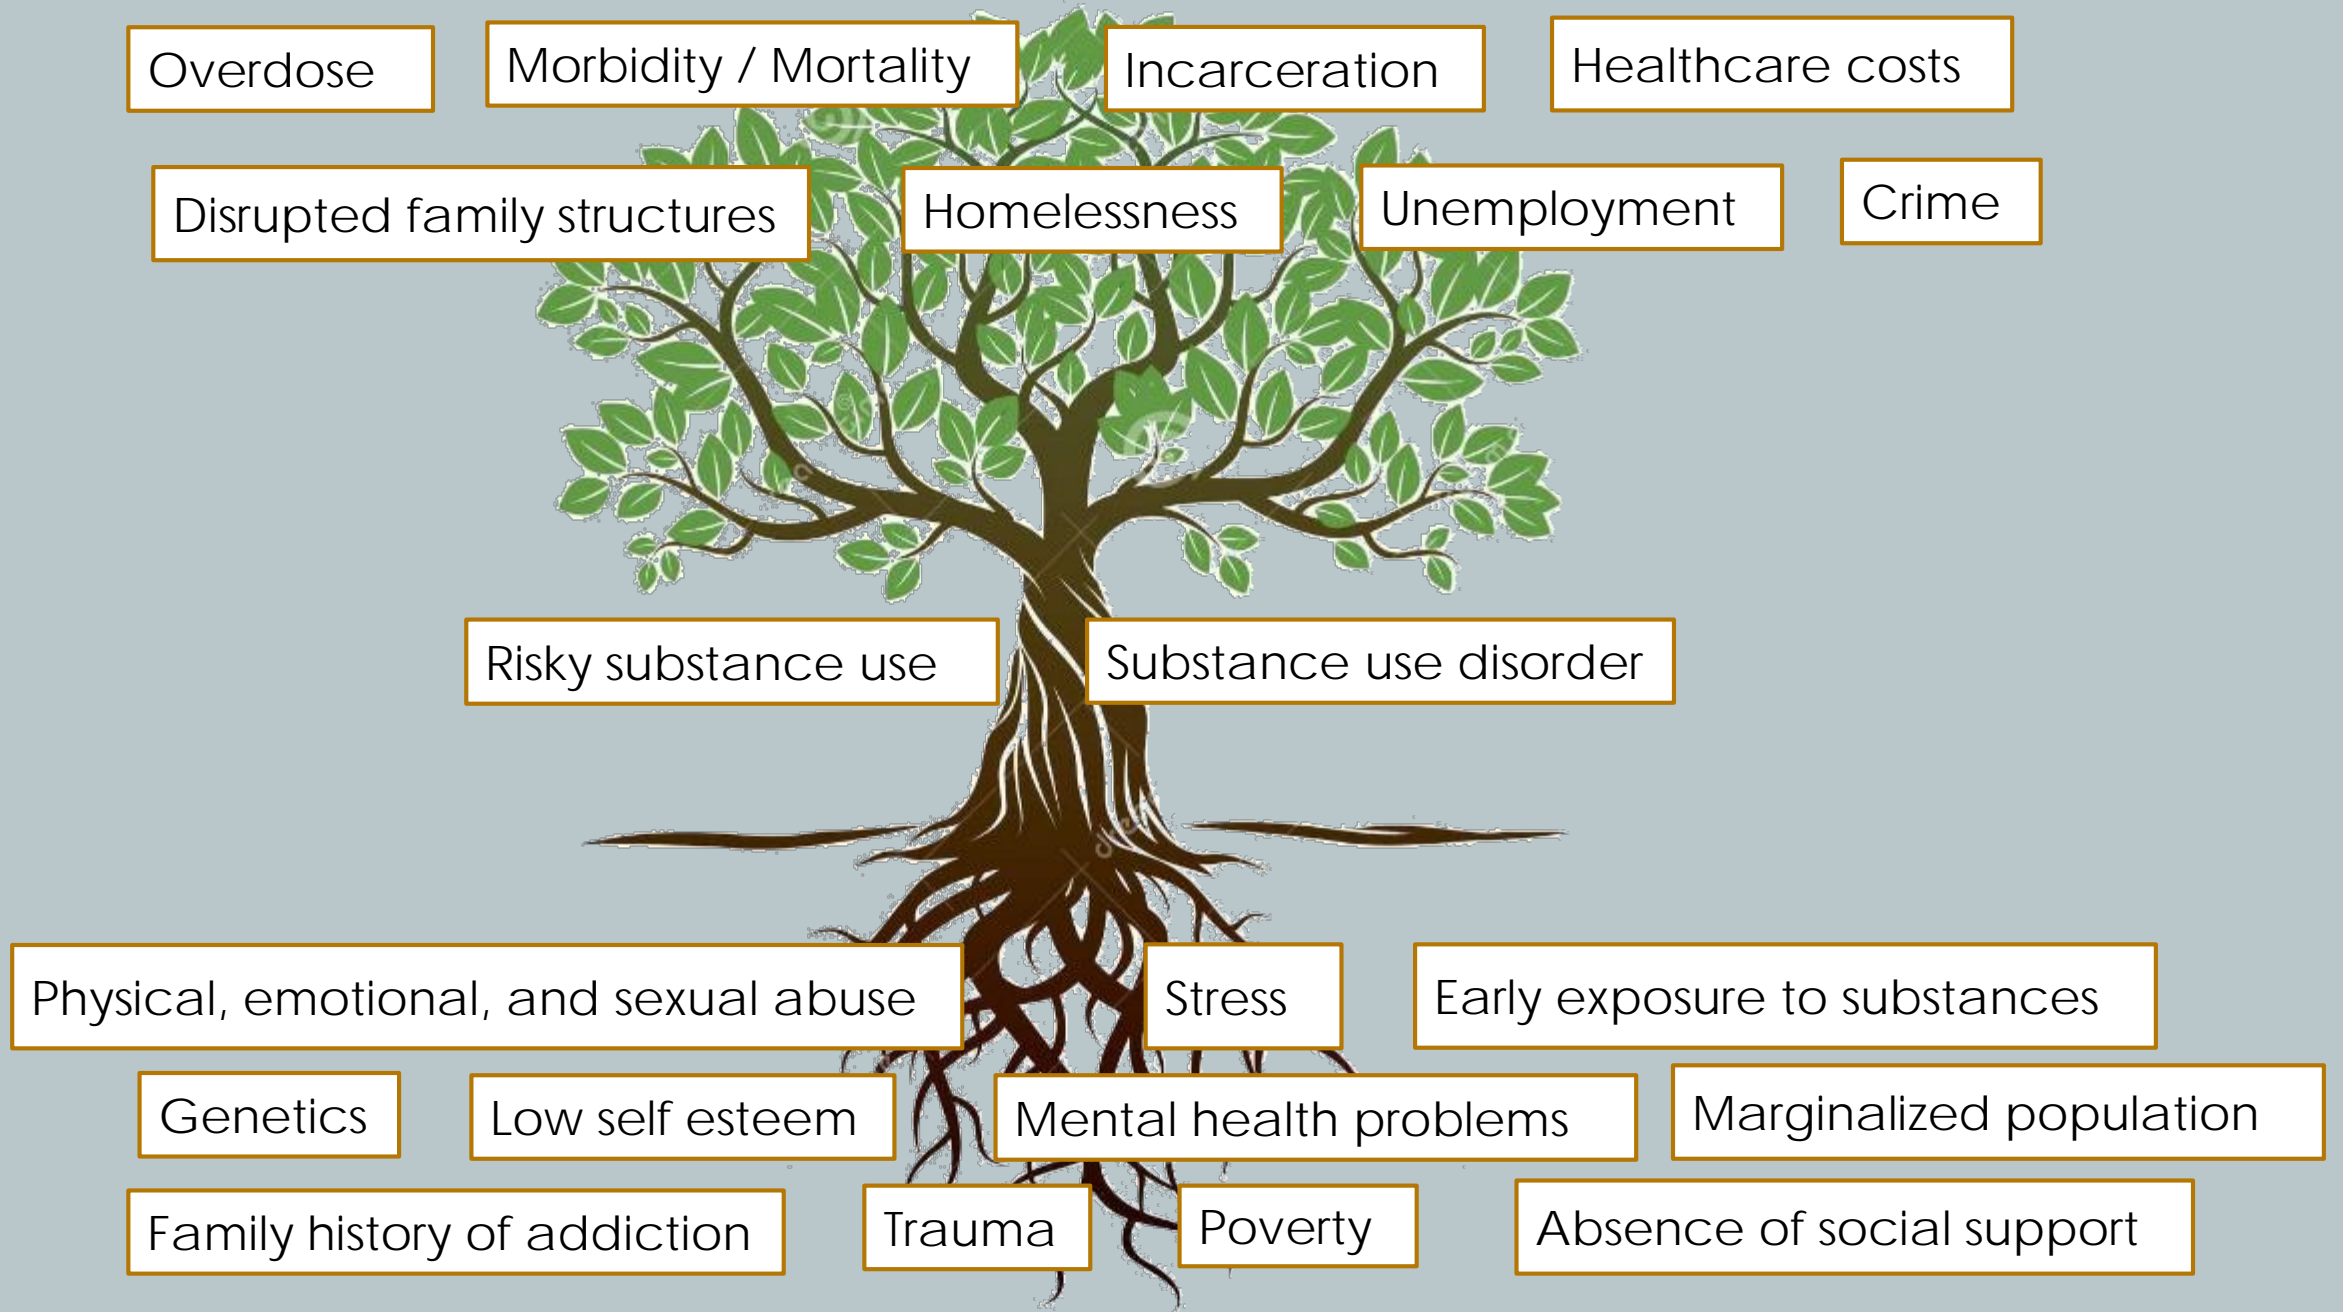 Overdose
Morbidity / Mortality
Incarceration
Healthcare costs
Disrupted family structures
Homelessness
Unemployment
Crime
Risky substance use
Substance use disorder
Physical, emotional, and sexual abuse
Stress
Early exposure to substances
Genetics
Low self esteem
Mental health problems
Marginalized population
Family history of addiction
Trauma
Poverty
Absence of social support